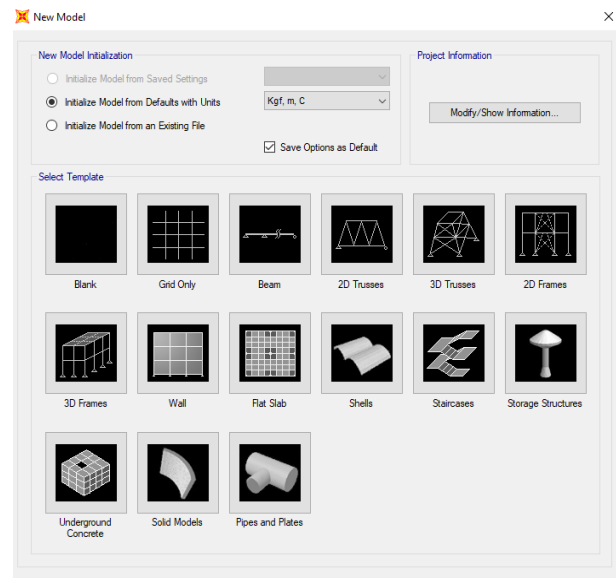 New Model
New Model Initialization
Project Information
Initialize Model from Saved Settings
Initialize Model from Defaults with Units
Kgf, m, C
Initialize Model from an Existing File
Save Options as Default
Modify/Show Information...
Select Template
Blank
Grid Only
Beam
2D Trusses
3D Trusses
2D Frames
3D Frames
Wall
Flat Slab
Shells
Staircases
Storage Structures
Underground
Concrete
Solid Models
Pipes and Plates